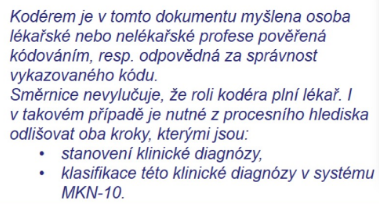 Kodérem je v tomto dokumentu myšlena osoba
lékařské nebo nelékařské profese pověřená
kódováním, resp. odpovědná za správnost
vykazovaného kódu.
Směrnice nevylučuje, že roli kodéra plní lékař. I
v takovém případě je nutné z procesního hlediska
odlišovat oba kroky, kterými jsou:
• stanovení klinické diagnózy,
• klasifikace této klinické diagnózy v systému
MKN-10.